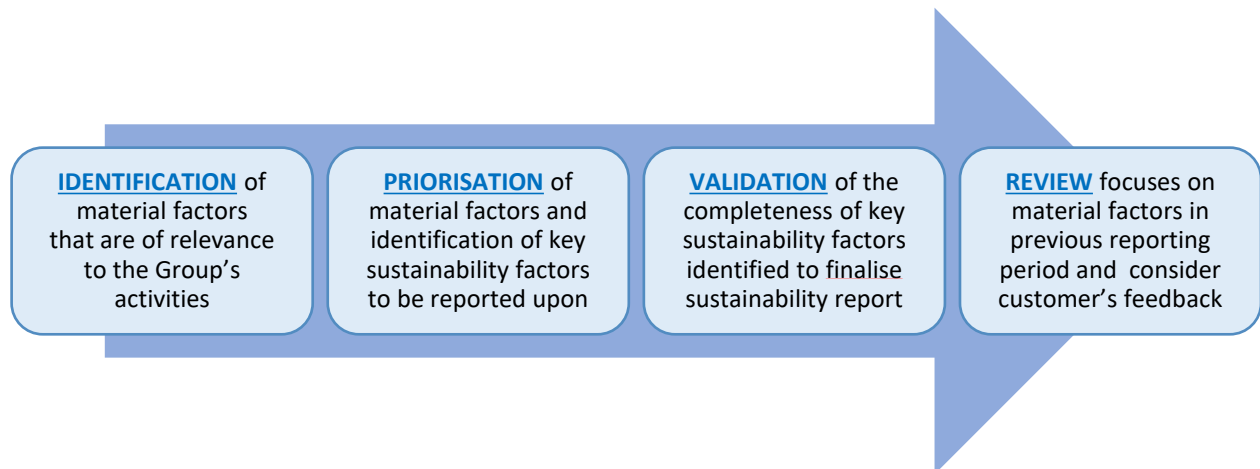 IDENTIFICATION of
material factors
that are of relevance
to the Group’s
activities
PRIORISATION of
material factors and
identification of key
sustainability factors
to be reported upon
VALIDATION of the
completeness of key
sustainability factors
identified to finalise
sustainability report
REVIEW focuses on
material factors in
previous reporting
period and  consider
customer’s feedback